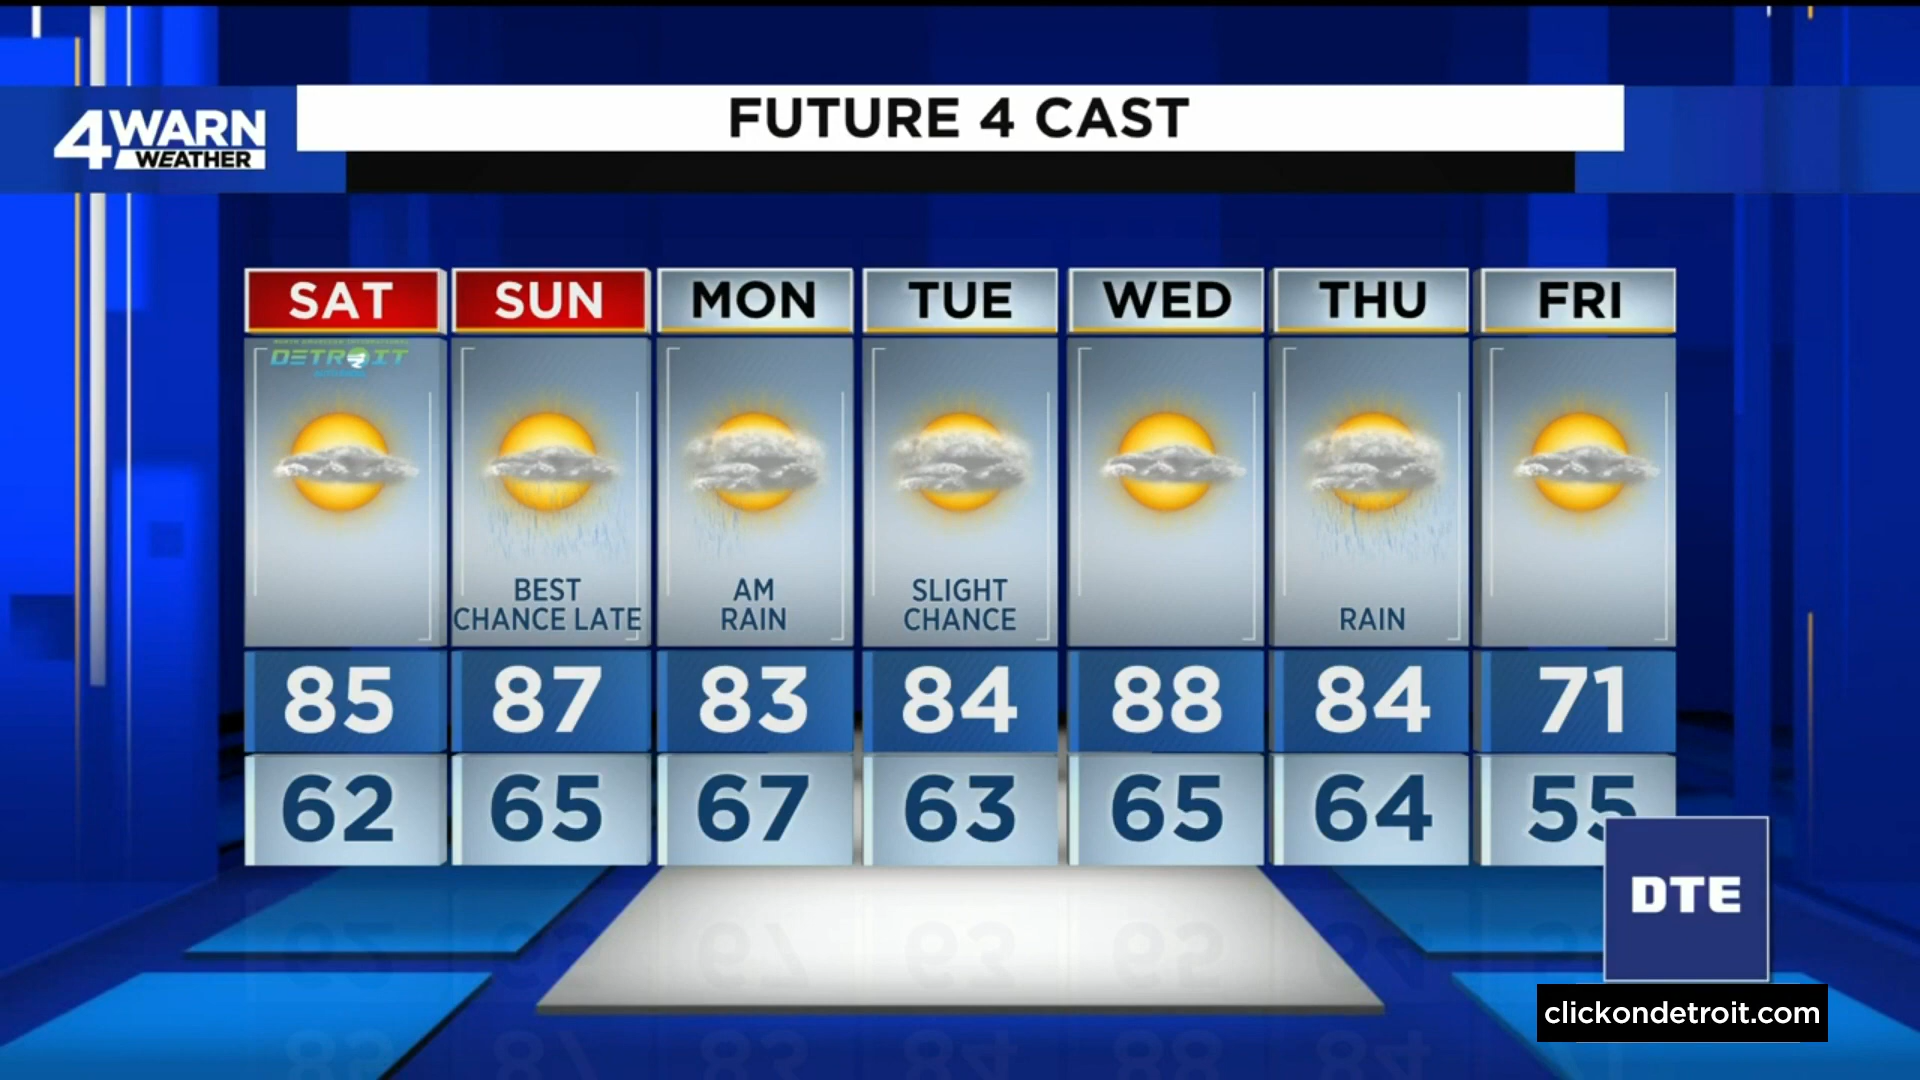 FUTURE 4 CAST
4WARN
WEATHER
SAT SUN MON TUE WED THU FRI
DETROIT
BEST
CHANCE LATE
AM
RAIN
SLIGHT
CHANCE
RAIN
85 87 83 84 88 84 71
62 65 67 63 65 64 55
DTE
clickondetroit.com